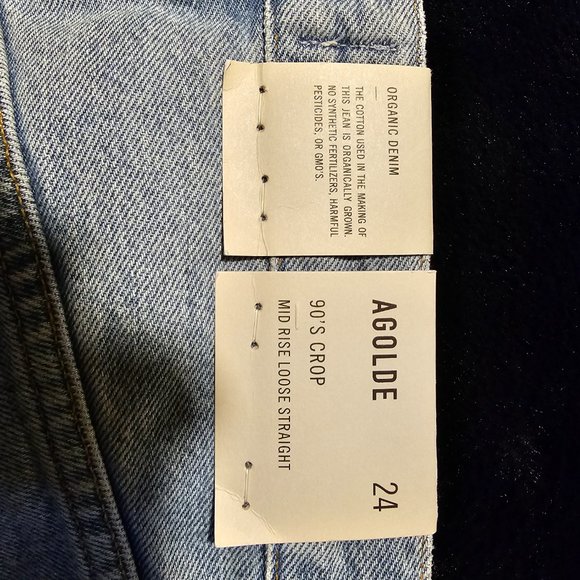 ORGANIC DENIM
THE COTTON USED IN THE MAKING OF
THIS JEAN IS ORGANICALLY GROWN.
NO SYNTHETIC FERTILIZERS, HARMFUL
PESTICIDES, OR GMO'S.
AGOLDE 24
90'S CROP
MID RISE LOOSE STRAIGHT